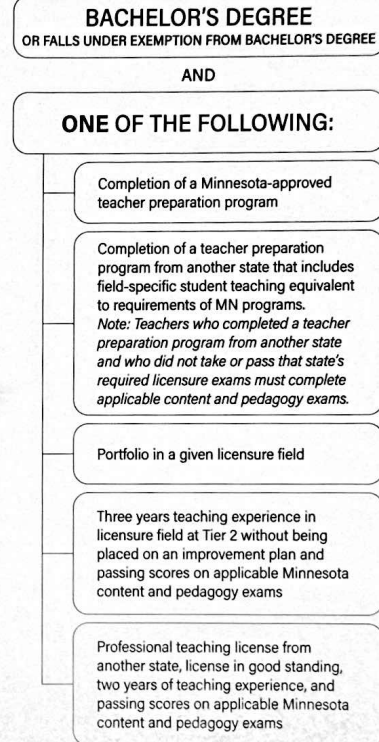 BACHELOR'S DEGREE
OR FALLS UNDER EXEMPTION FROM BACHELOR'S DEGREE
AND
ONE OF THE FOLLOWING:
Completion of a Minnesota-approved
teacher preparation program
Completion of a teacher preparation
program from another state that includes
field-specific student teaching equivalent
to requirements of MN programs.
Note: Teachers who completed a teacher
preparation program from another state
and who did not take or pass that state's
required licensure exams must complete
applicable content and pedagogy exams.
Portfolio in a given licensure field
Three years teaching experience in
licensure field at Tier 2 without being
placed on an improvement plan and
passing scores on applicable Minnesota
content and pedagogy exams
Professional teaching license from
another state, license in good standing,
two years of teaching experience, and
passing scores on applicable Minnesota
content and pedagogy exams